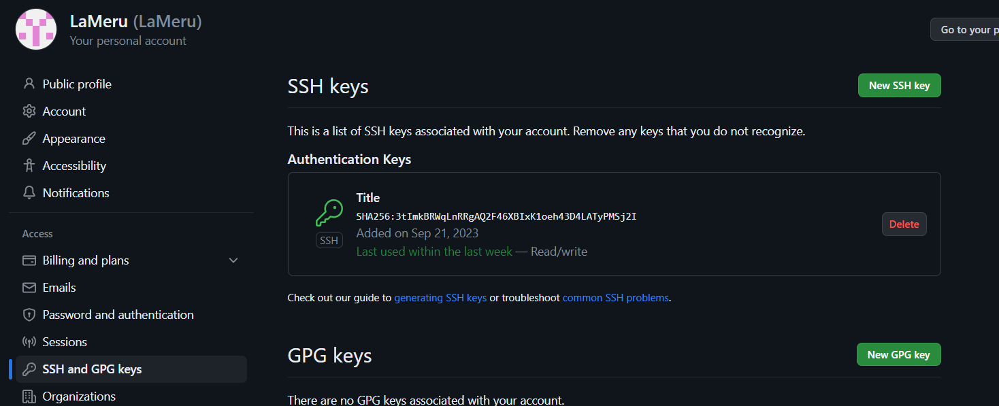 LaMeru (LaMeru)
Your personal account
Go to your p
Public profile
Account
Appearance
Accessibility
Notifications
Access
Billing and plans
Emails
Password and authentication
Sessions
SSH and GPG keys
Organizations
SSH keys
New SSH key
This is a list of SSH keys associated with your account. Remove any keys that you do not recognize.
Authentication Keys
Title
SHA256:3tImkBRWqLnRRgAQ2F46XBIxK1oeh43D4LATyPMSj2I
SSH
Added on Sep 21, 2023
Last used within the last week — Read/write
Delete
Check out our guide to generating SSH keys or troubleshoot common SSH problems.
GPG keys
New GPG key
There are no GPG keys associated with your account.